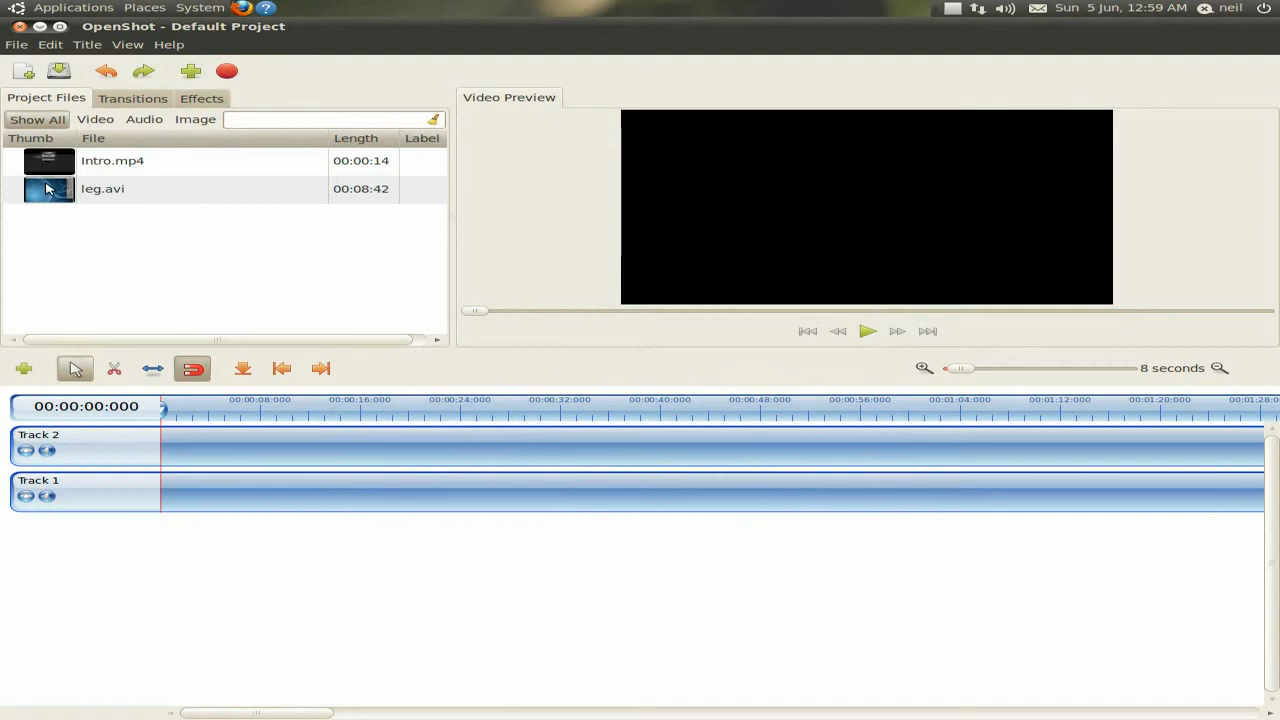 Applications Places System ? Sun 5 Jun, 12:59 AM neil
OpenShot - Default Project
File Edit Title View Help
Project Files Transitions Effects Video Preview
Show All Video Audio Image
Thumb File Length Label
Intro.mp4 00:00:14
leg.avi 00:08:42
8 seconds
00:00:00:000 00:00:08:000 00:00:16:000 00:00:24:000 00:00:32:000 00:00:40:000 00:00:48:000 00:00:56:000 00:01:04:000 00:01:12:000 00:01:20:000 00:01:28:0
Track 2
Track 1